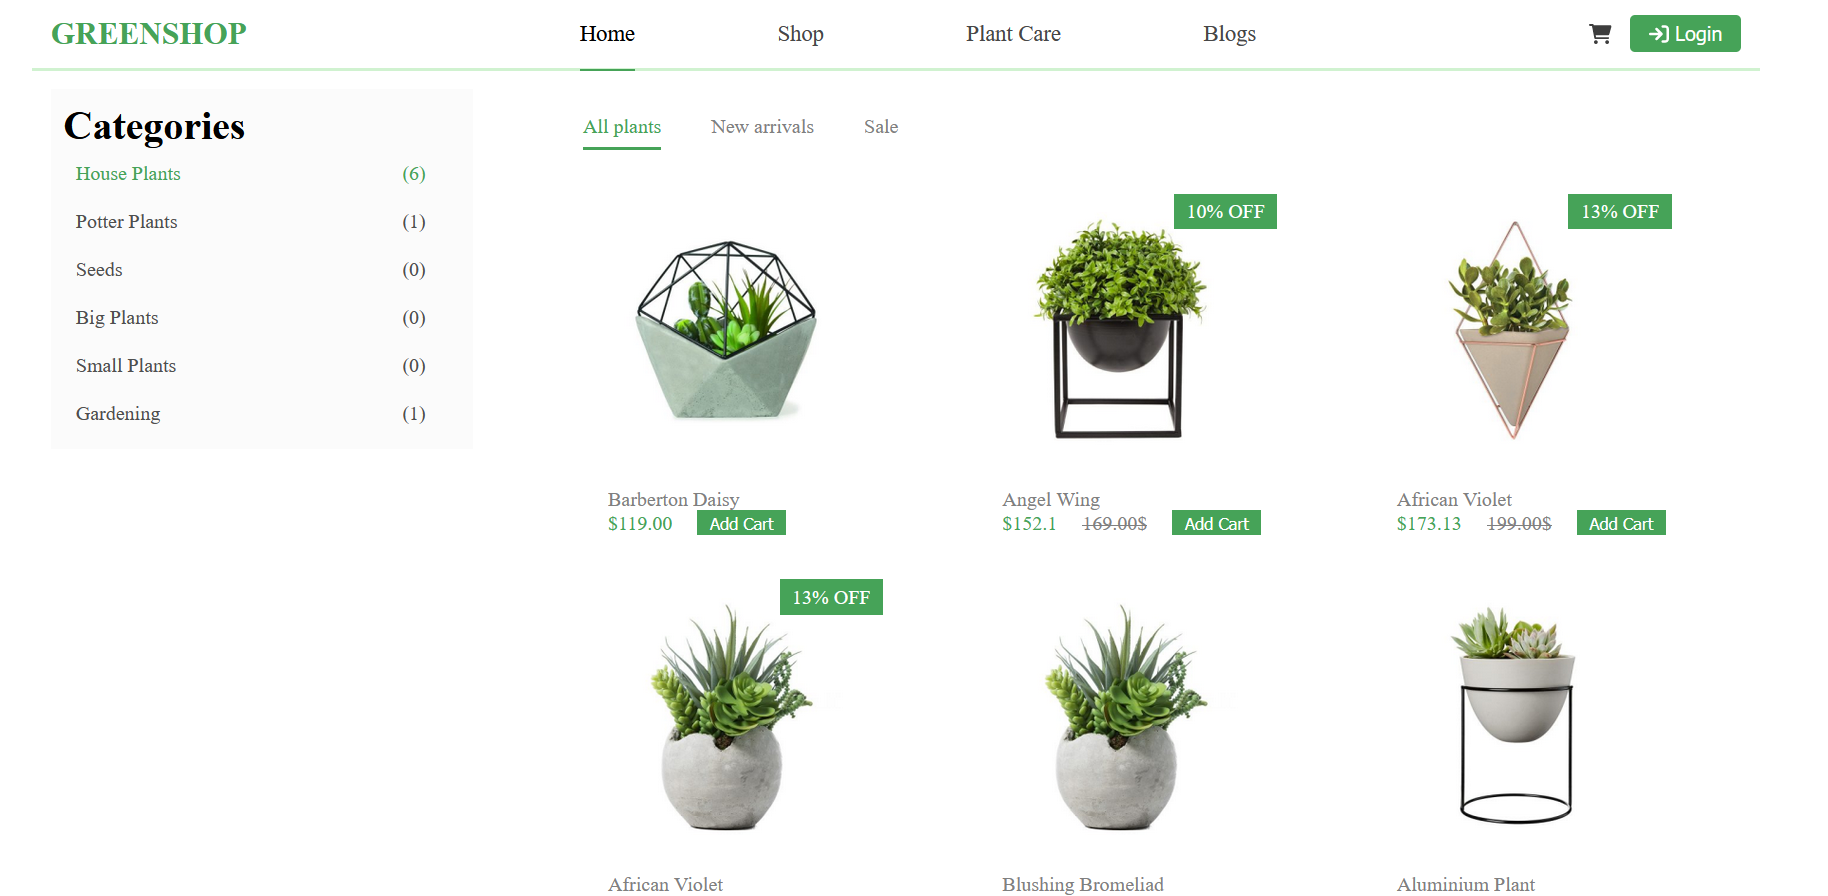 GREENSHOP
Home
Shop
Plant Care
Blogs
Login
Categories
House Plants (6)
Potter Plants (1)
Seeds (0)
Big Plants (0)
Small Plants (0)
Gardening (1)
All plants
New arrivals
Sale
10% OFF
13% OFF
Barberton Daisy
$119.00 Add Cart
Angel Wing
$152.1 169.00$ Add Cart
African Violet
$173.13 199.00$ Add Cart
13% OFF
African Violet
Blushing Bromeliad
Aluminium Plant